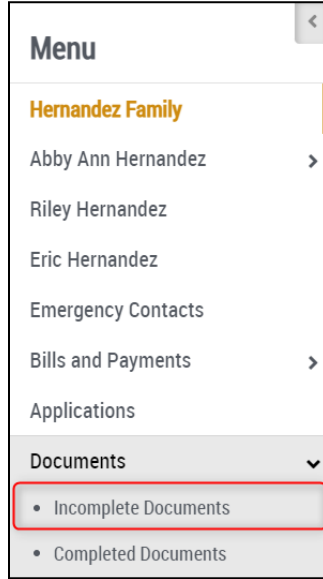 Menu
Hernandez Family
Abby Ann Hernandez
Riley Hernandez
Eric Hernandez
Emergency Contacts
Bills and Payments
Applications
Documents
• Incomplete Documents
• Completed Documents